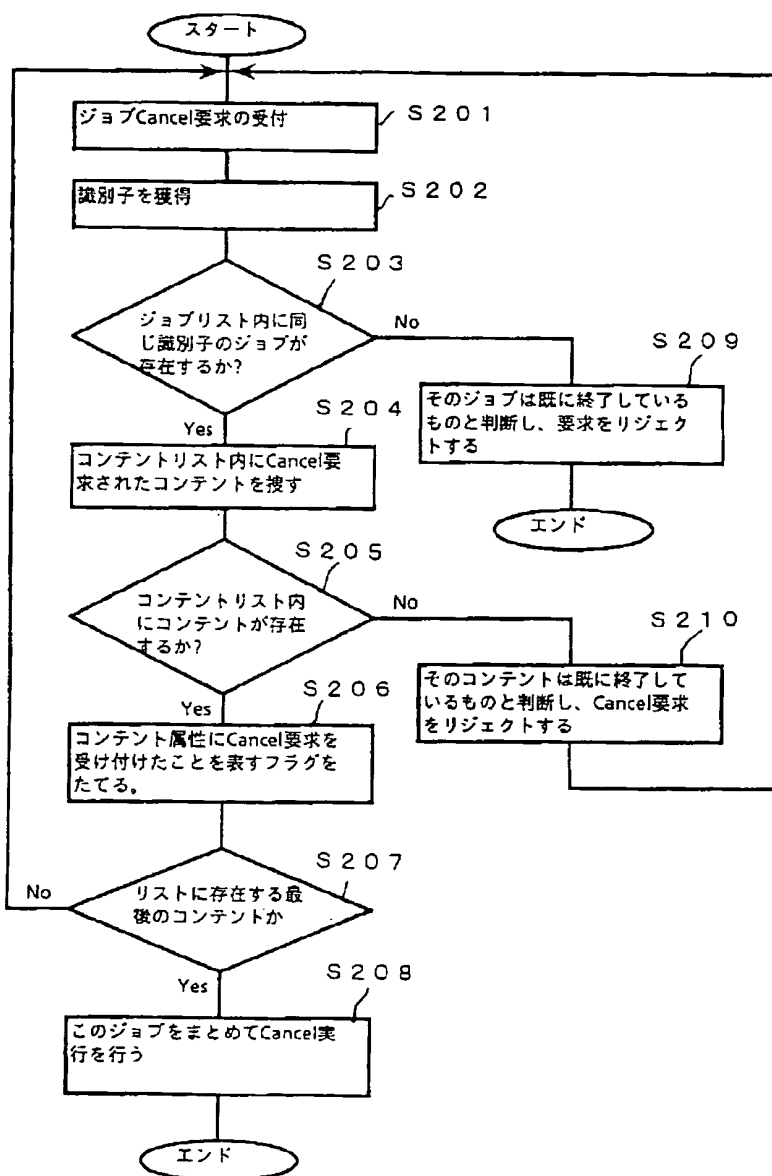 スタート
ジョブCancel要求の受付
S201
識別子を獲得
S202
S203
ジョブリスト内に同
じ識別子のジョブが
存在するか?
No
S209
そのジョブは既に終了している
ものと判断し、要求をリジェク
トする
エンド
Yes
S204
コンテントリスト内にCancel要
求されたコンテントを捜す
S205
コンテントリスト内
にコンテントが存在
するか?
No
S210
そのコンテントは既に終了して
いるものと判断し、Cancel要求
をリジェクトする
Yes
S206
コンテント属性にCancel要求を
受け付けたことを表すフラグを
たてる。
S207
リストに存在する最
後のコンテントか
No
Yes
S208
このジョブをまとめてCancel実
行を行う
エンド